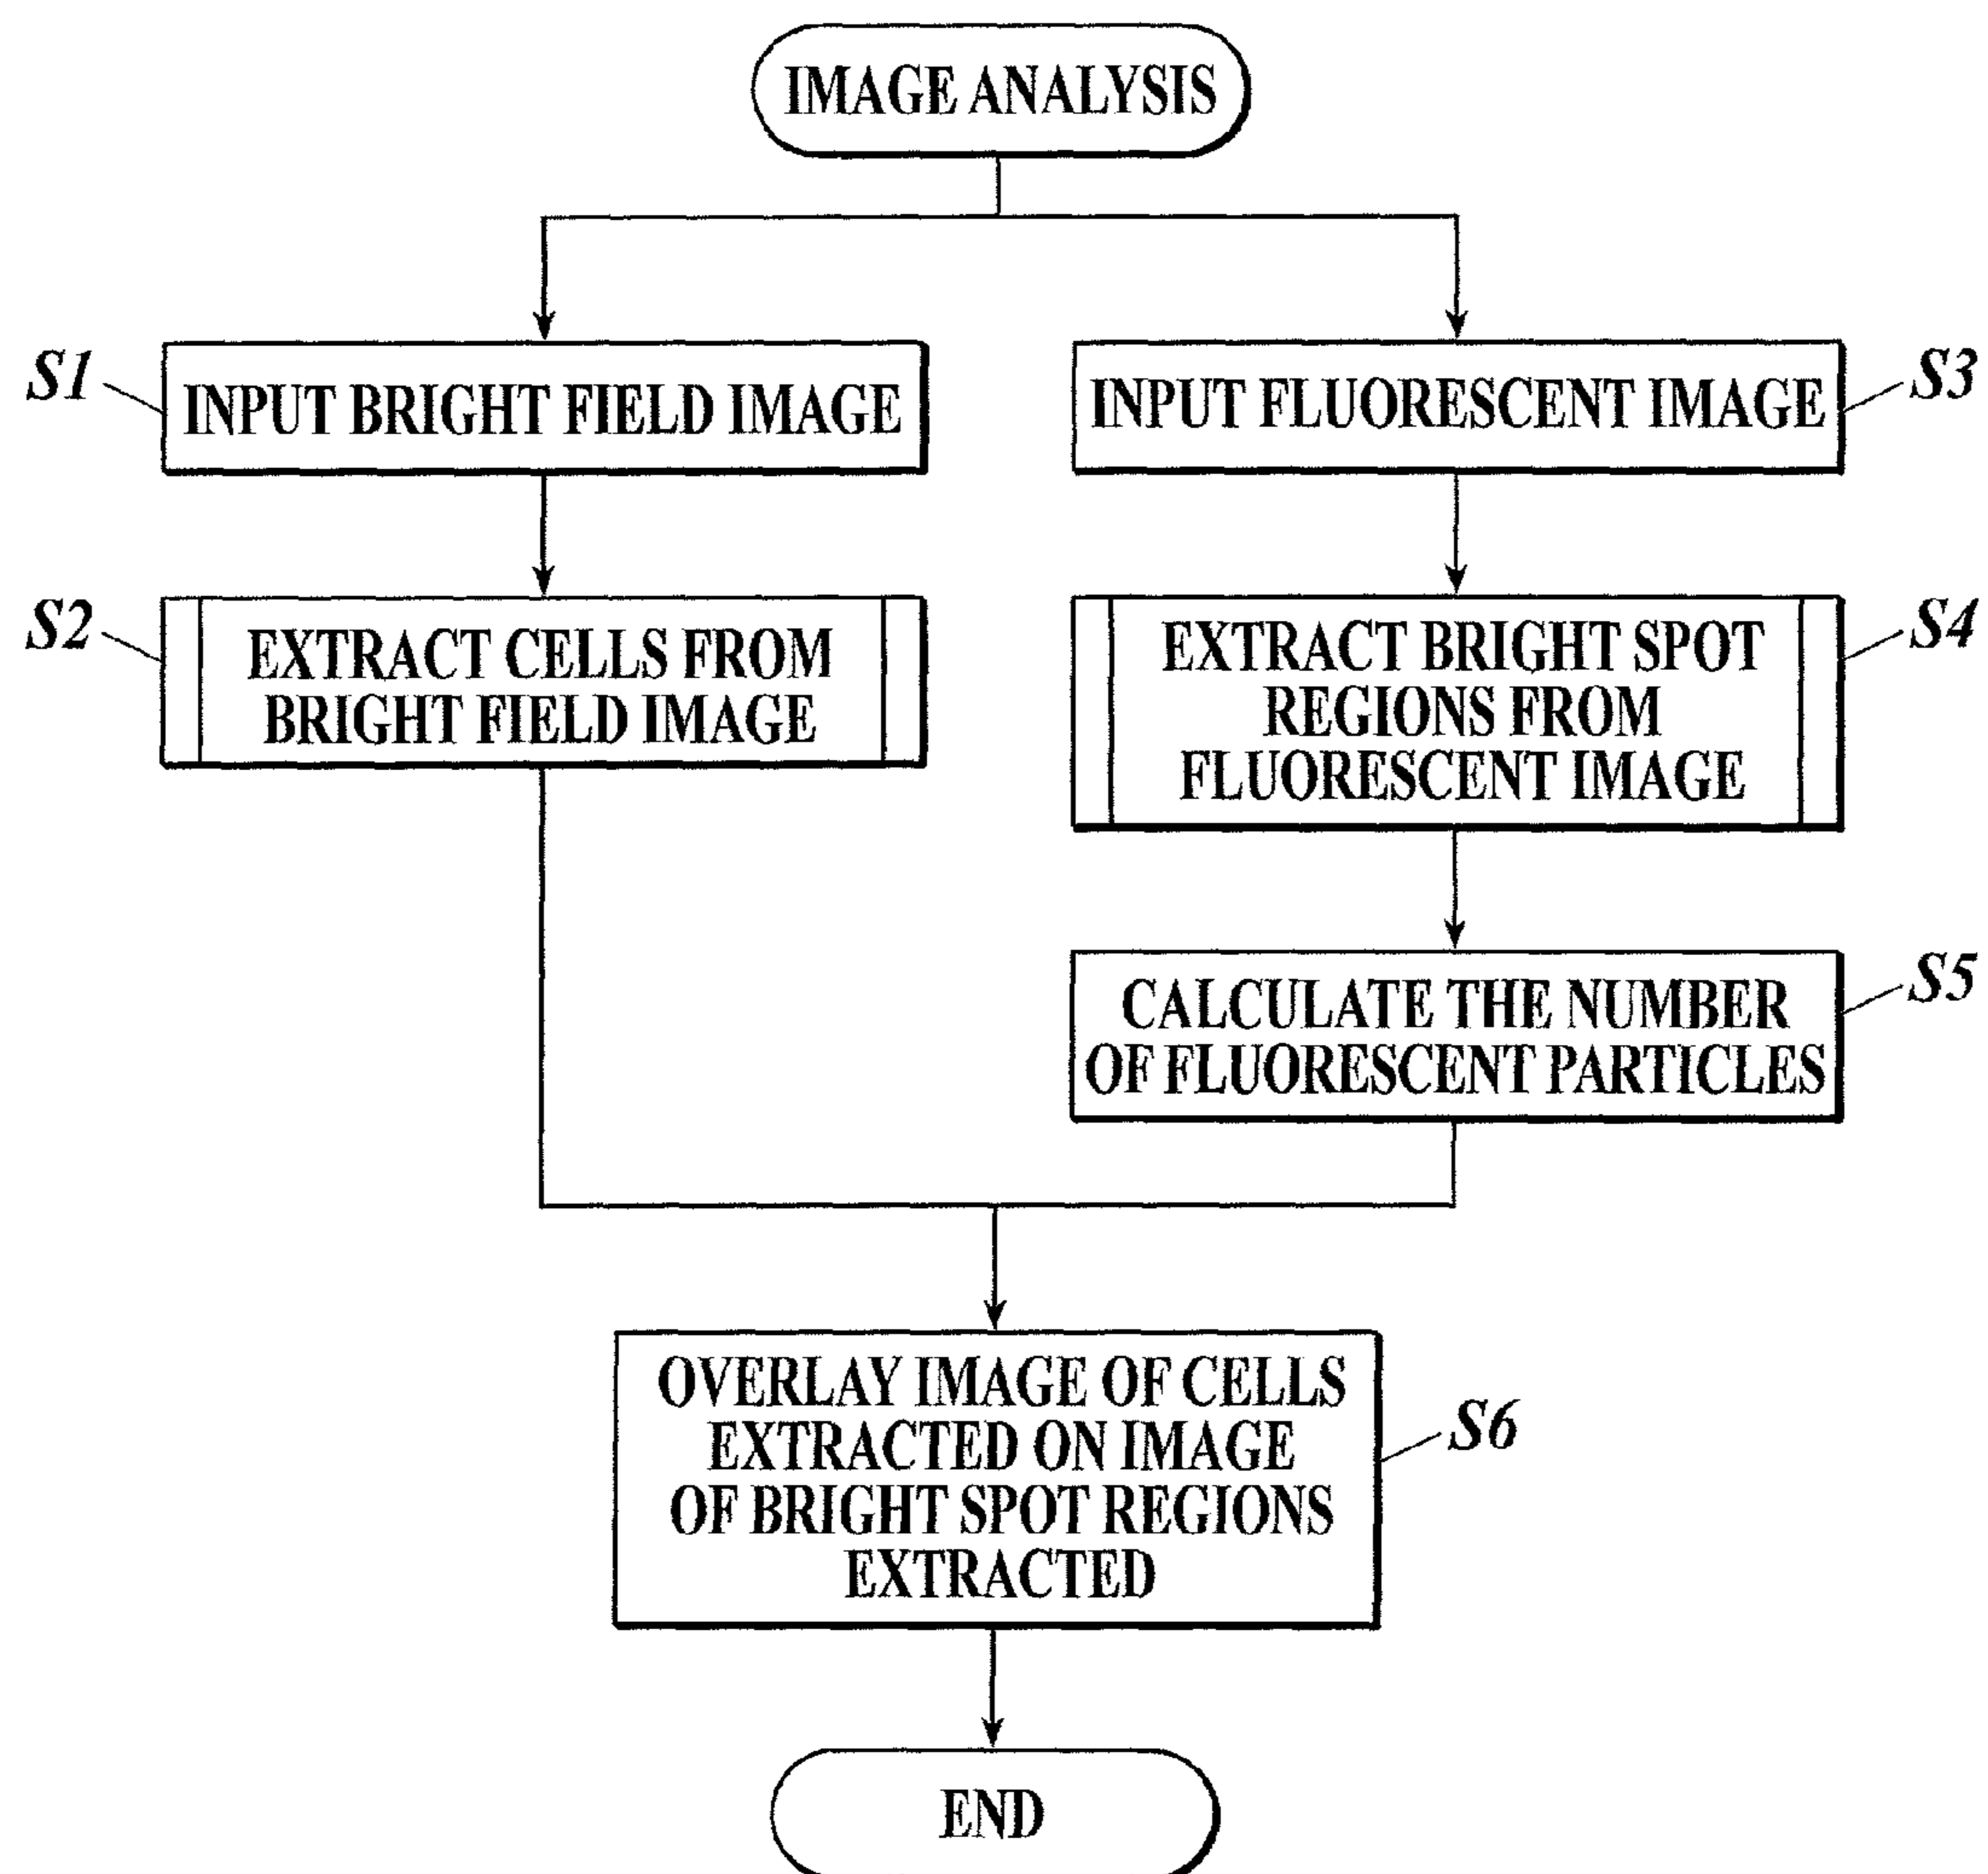 IMAGE ANALYSIS
S1
INPUT BRIGHT FIELD IMAGE
INPUT FLUORESCENT IMAGE
S3
S2
EXTRACT CELLS FROM
BRIGHT FIELD IMAGE
EXTRACT BRIGHT SPOT
REGIONS FROM
FLUORESCENT IMAGE
S4
CALCULATE THE NUMBER
OF FLUORESCENT PARTICLES
S5
OVERLAY IMAGE OF CELLS
EXTRACTED ON IMAGE
OF BRIGHT SPOT REGIONS
EXTRACTED
S6
END